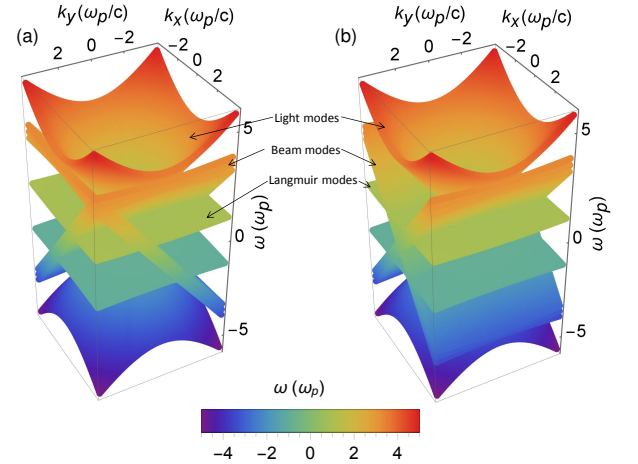 k_y(ω_p/c) k_x(ω_p/c)
(a)
2 0 −2
−2 0 2
5
0
−5
ω (ω_p)
k_y(ω_p/c) k_x(ω_p/c)
(b)
2 0 −2
−2 0 2
5
0
−5
ω (ω_p)
Light modes
Beam modes
Langmuir modes
ω (ω_p)
−4 −2 0 2 4